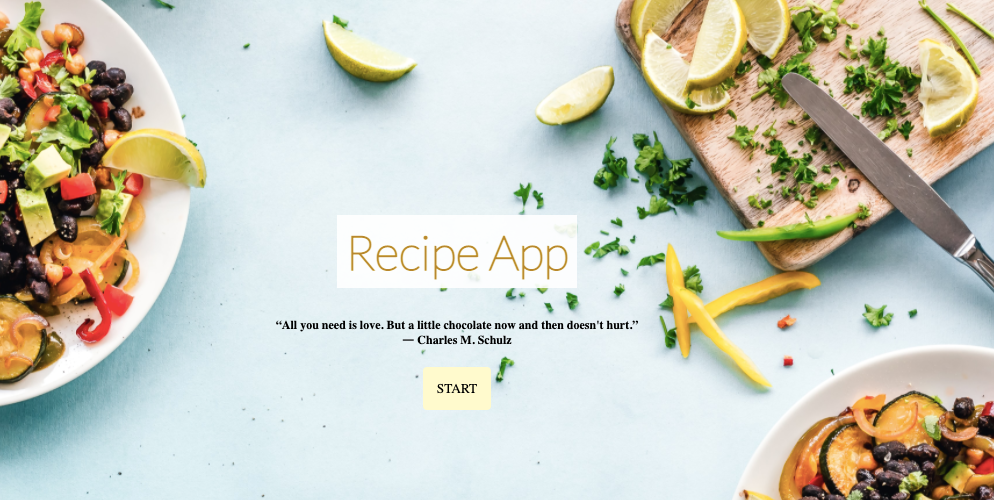 Recipe App
“All you need is love. But a little chocolate now and then doesn't hurt.”
― Charles M. Schulz
START